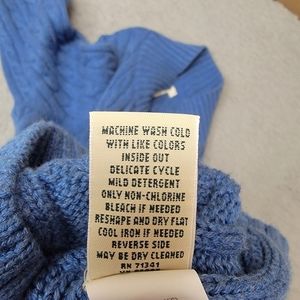 MACHINE WASH COLD
WITH LIKE COLORS
INSIDE OUT
DELICATE CYCLE
MILD DETERGENT
ONLY NON-CHLORINE
BLEACH IF NEEDED
RESHAPE AND DRY FLAT
COOL IRON IF NEEDED
REVERSE SIDE
MAY BE DRY CLEANED
RN 71341